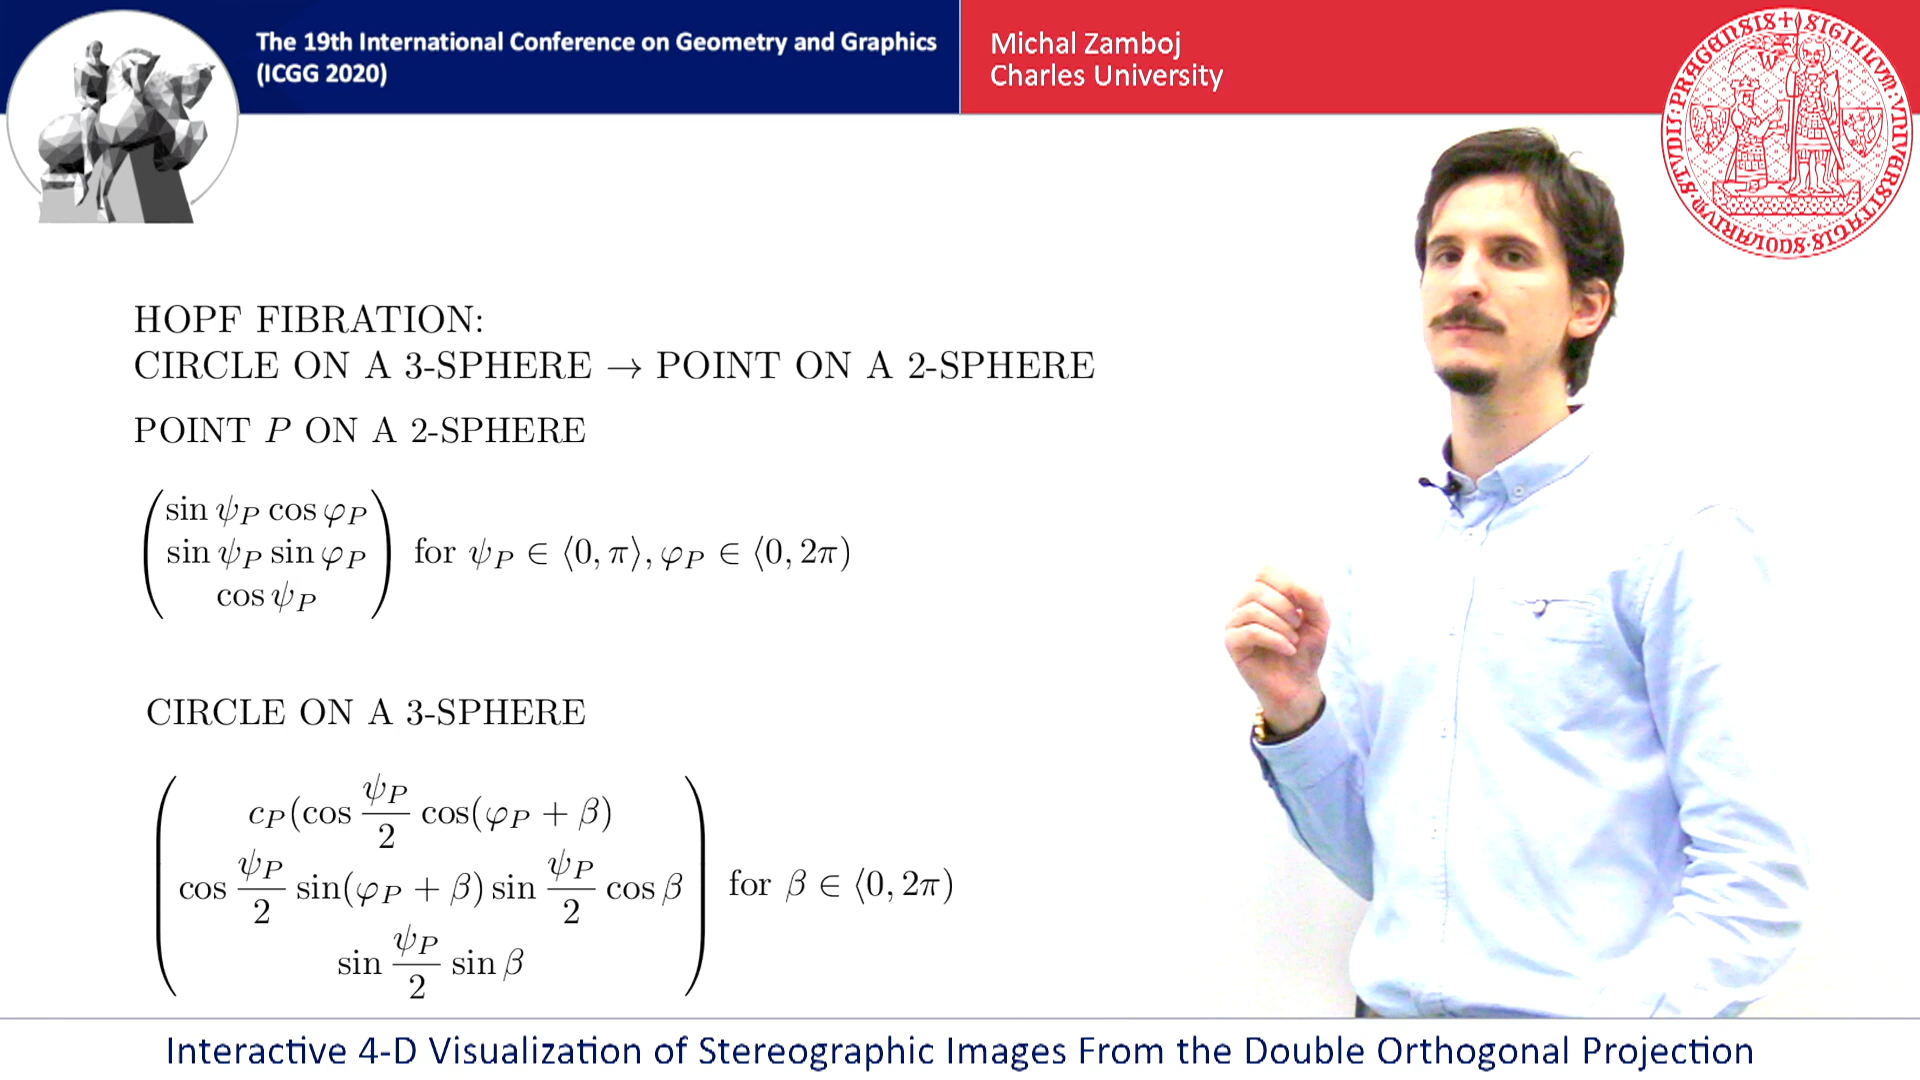 The 19th International Conference on Geometry and Graphics
(ICGG 2020)
Michal Zamboj
Charles University
HOPF FIBRATION:
CIRCLE ON A 3-SPHERE → POINT ON A 2-SPHERE
POINT P ON A 2-SPHERE
sin ψ_P cos φ_P
sin ψ_P sin φ_P for ψ_P ∈ ⟨0, π⟩, φ_P ∈ ⟨0, 2π)
cos ψ_P
CIRCLE ON A 3-SPHERE
c_P(cos ψ_P/2 cos(φ_P + β)
cos ψ_P/2 sin(φ_P + β) sin ψ_P/2 cos β for β ∈ ⟨0, 2π)
sin ψ_P/2 sin β
Interactive 4-D Visualization of Stereographic Images From the Double Orthogonal Projection